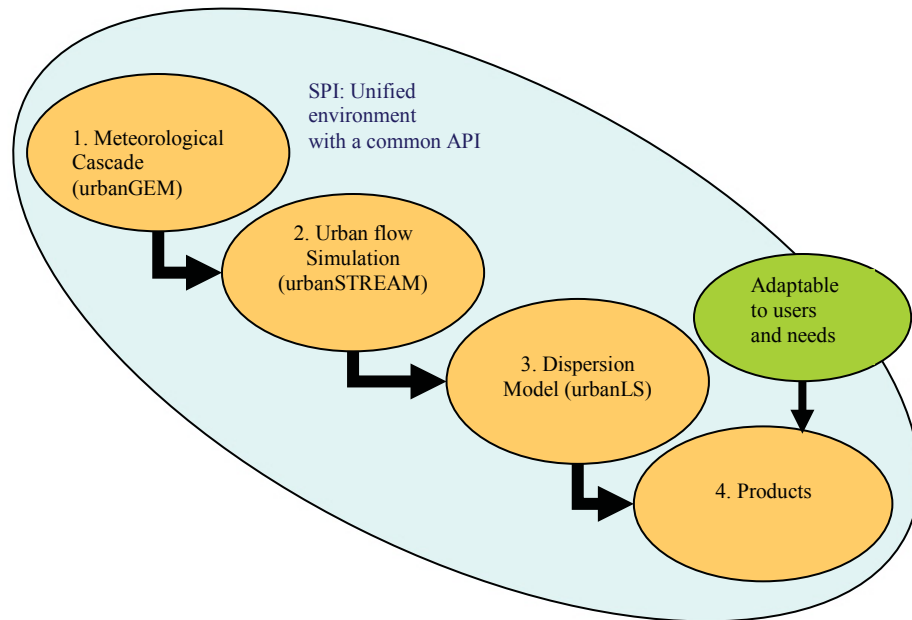 SPI: Unified
environment
with a common API
1. Meteorological
Cascade
(urbanGEM)
2. Urban flow
Simulation
(urbanSTREAM)
Adaptable
to users
and needs
3. Dispersion
Model (urbanLS)
4. Products